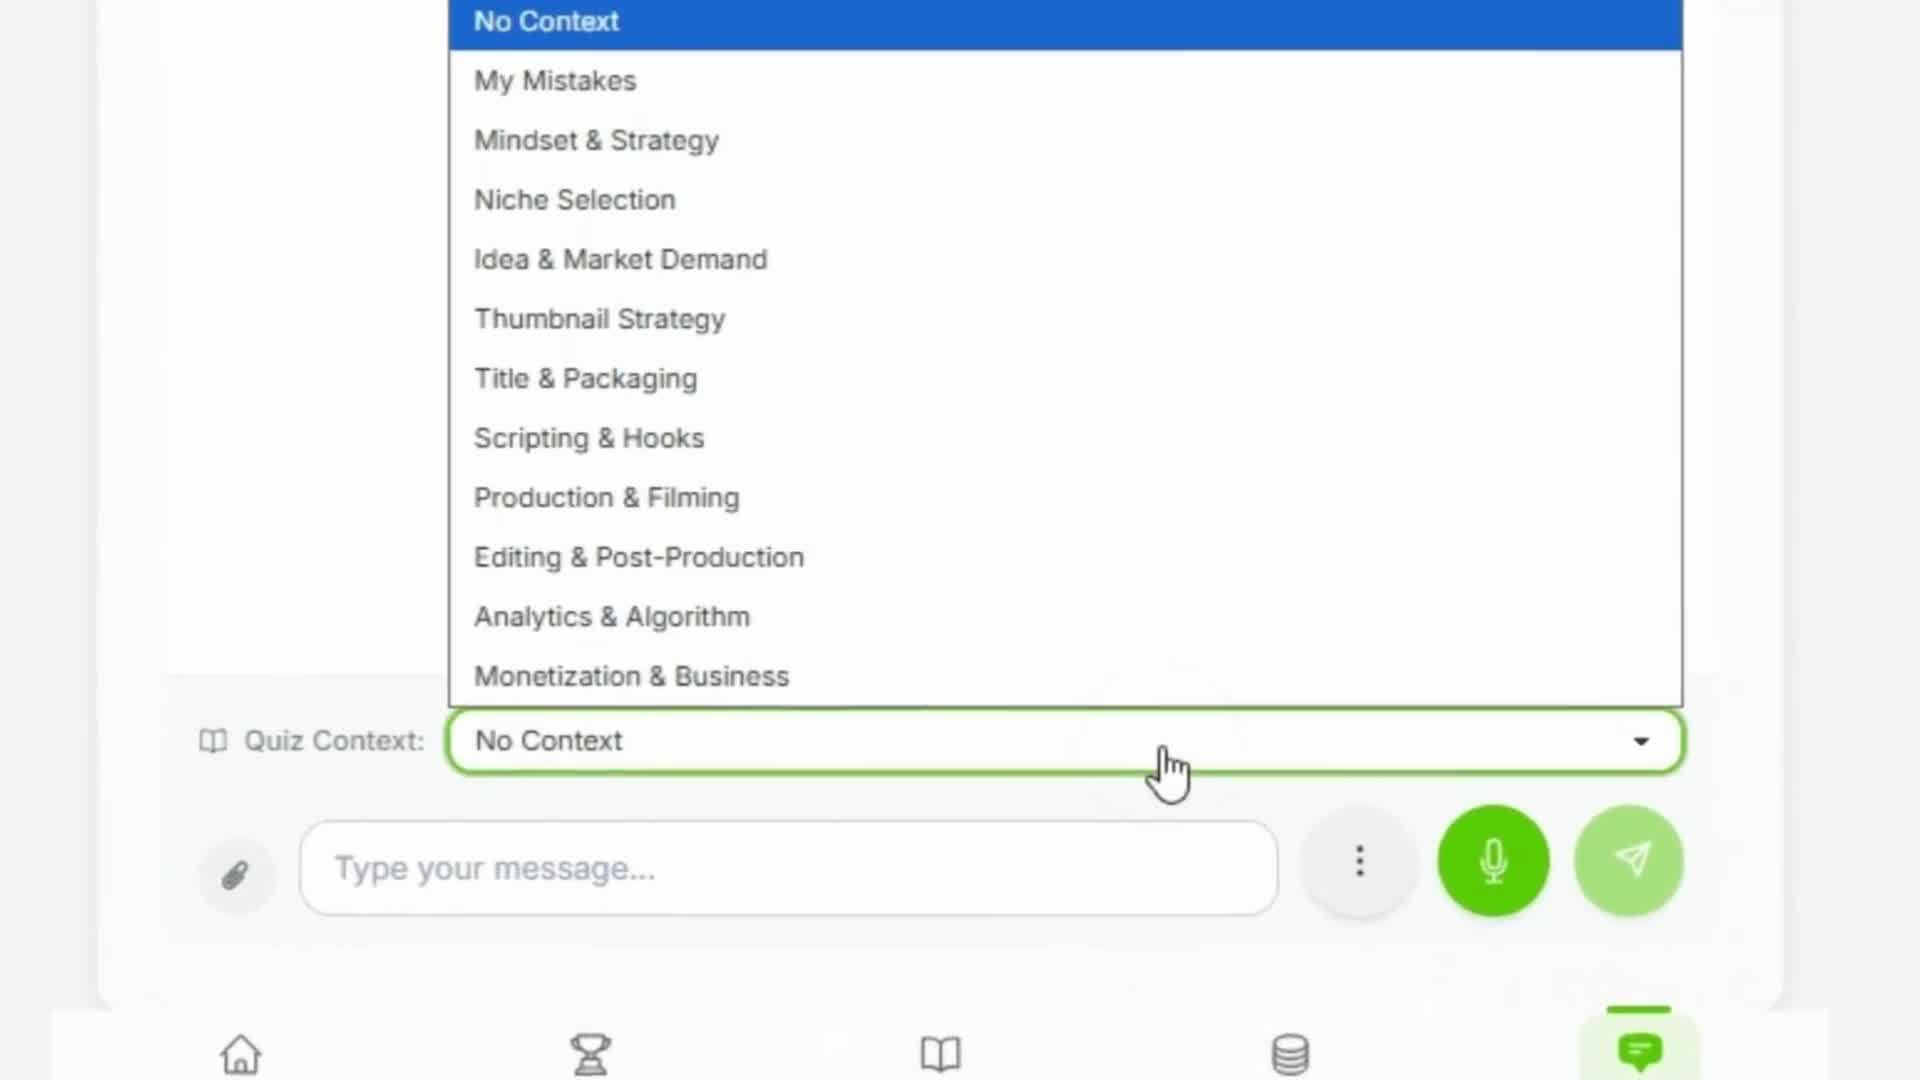 No Context
My Mistakes
Mindset & Strategy
Niche Selection
Idea & Market Demand
Thumbnail Strategy
Title & Packaging
Scripting & Hooks
Production & Filming
Editing & Post-Production
Analytics & Algorithm
Monetization & Business
Quiz Context: No Context
Type your message...